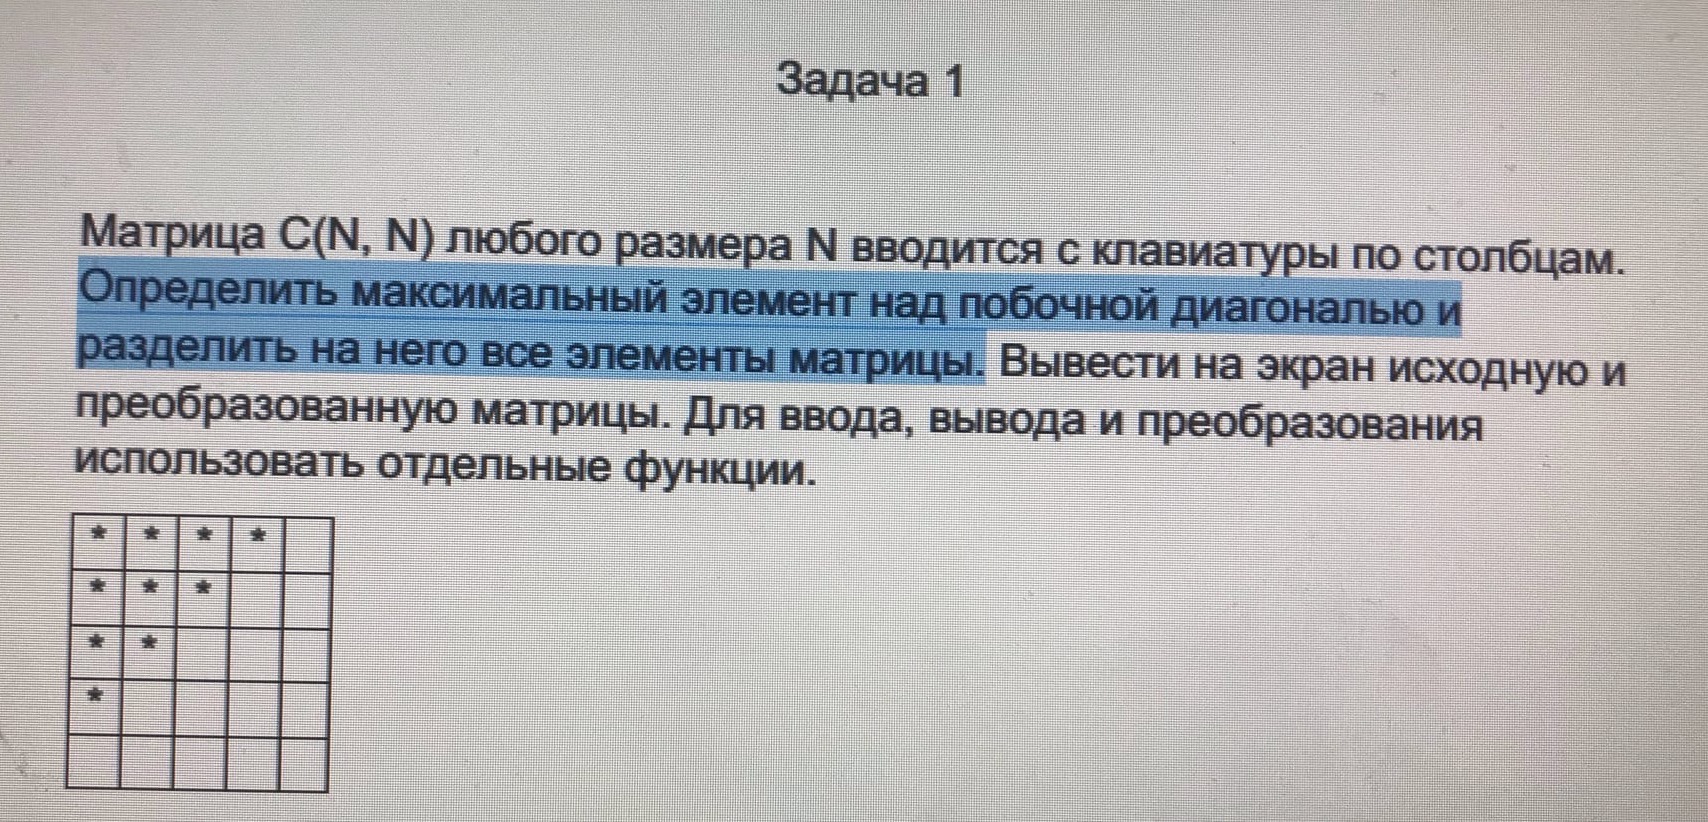 Задача 1
Матрица C(N, N) любого размера N вводится с клавиатуры по столбцам.
Определить максимальный элемент над побочной диагональю и
разделить на него все элементы матрицы. Вывести на экран исходную и
преобразованную матрицы. Для ввода, вывода и преобразования
использовать отдельные функции.
* * * *
* * *
* *
*